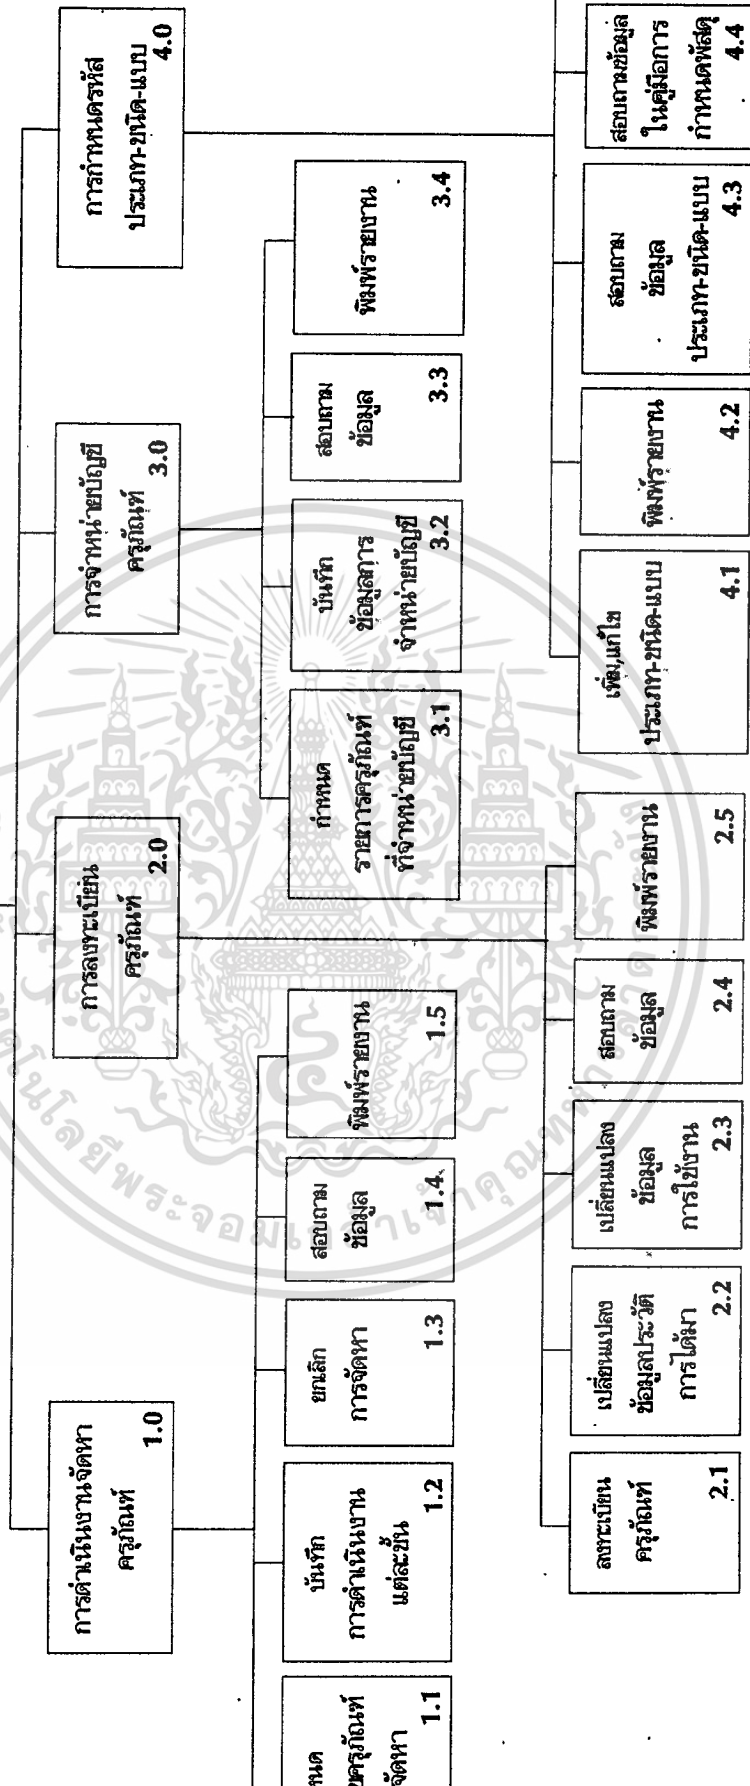 การดำเนินงานจัดหา
ครุภัณฑ์
1.0
การลงทะเบียน
ครุภัณฑ์
2.0
การจำหน่ายบัญชี
ครุภัณฑ์
3.0
การกำหนดรหัส
ประเภท-ชนิด-แบบ
4.0
จัดหา
1.1
บันทึก
การดำเนินงาน
แต่ละขั้น
1.2
ยกเลิก
การจัดหา
1.3
สอบถาม
ข้อมูล
1.4
พิมพ์รายงาน
1.5
กำหนด
รายการครุภัณฑ์
ที่จำหน่ายบัญชี
3.1
บันทึก
ข้อมูลการ
จำหน่ายบัญชี
3.2
สอบถาม
ข้อมูล
3.3
พิมพ์รายงาน
3.4
ลงทะเบียน
ครุภัณฑ์
2.1
เปลี่ยนแปลง
ข้อมูลประวัติ
การได้มา
2.2
เปลี่ยนแปลง
ข้อมูล
การใช้งาน
2.3
สอบถาม
ข้อมูล
2.4
พิมพ์รายงาน
2.5
เพิ่ม,แก้ไข
ประเภท-ชนิด-แบบ
4.1
พิมพ์รายงาน
4.2
สอบถาม
ข้อมูล
ประเภท-ชนิด-แบบ
4.3
สอบถามข้อมูล
ในคู่มือการ
กำหนดพัสดุ
4.4